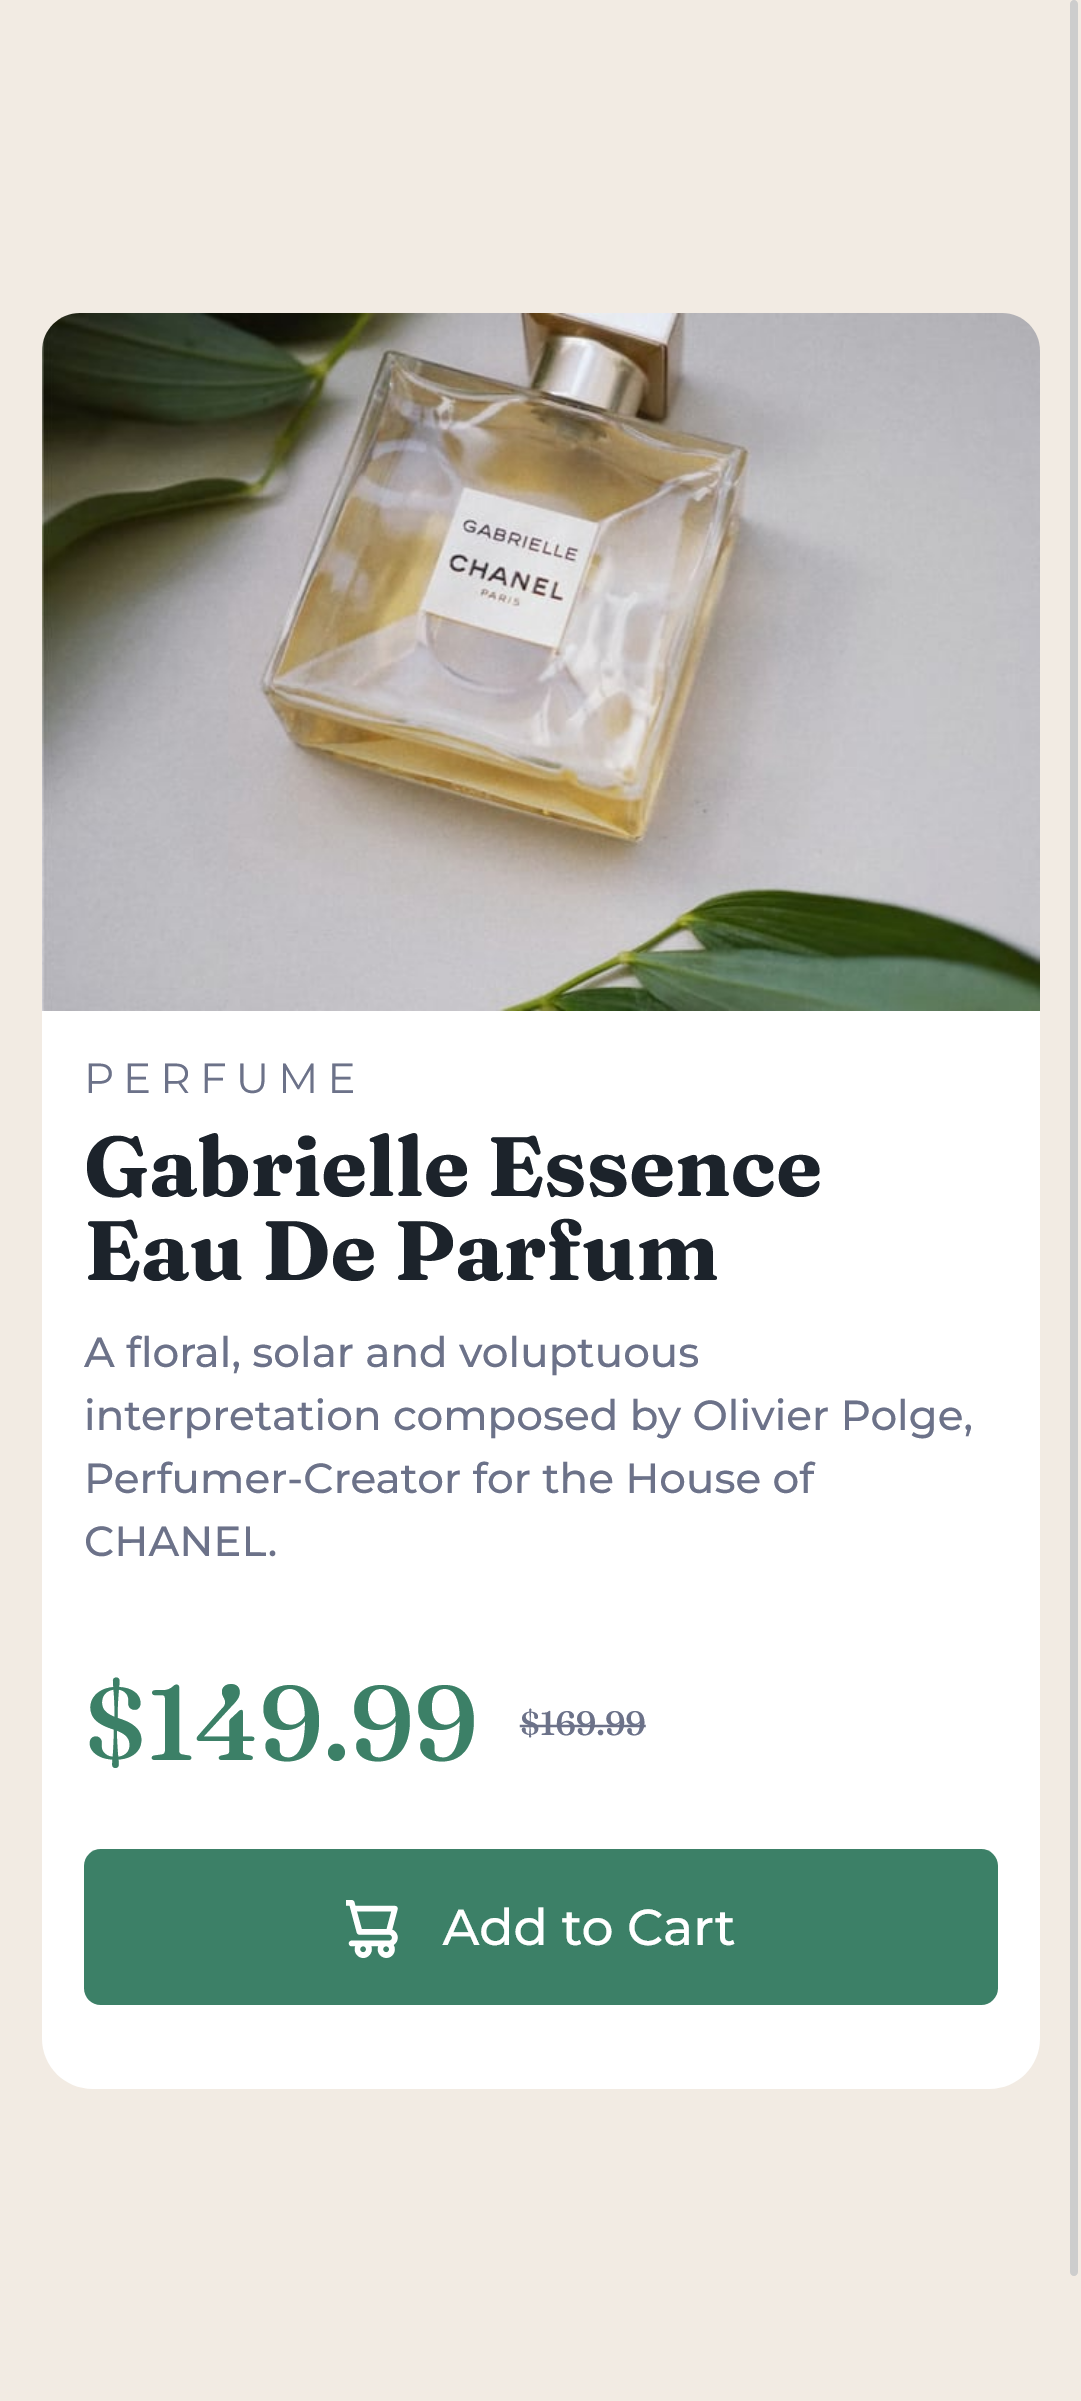 GABRIELLE
CHANEL
PARIS
PERFUME
Gabrielle Essence
Eau De Parfum
A floral, solar and voluptuous
interpretation composed by Olivier Polge,
Perfumer-Creator for the House of
CHANEL.
$149.99 $169.99
Add to Cart